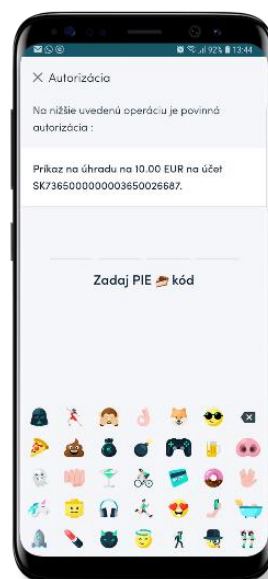 92% 13:44
Autorizácia
Na nižšie uvedenú operáciu je povinná
autorizácia :
Príkaz na úhradu na 10.00 EUR na účet
SK7365000000003650026687.
Zadaj PIE 🍰 kód